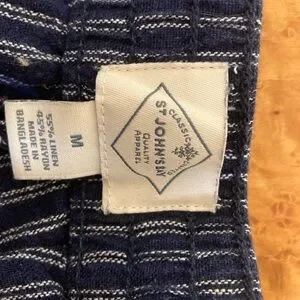 CLASSIC
ST JOHN'S BAY
QUALITY
APPAREL
M
55% LINEN
45% RAYON
MADE IN
BANGLADESH